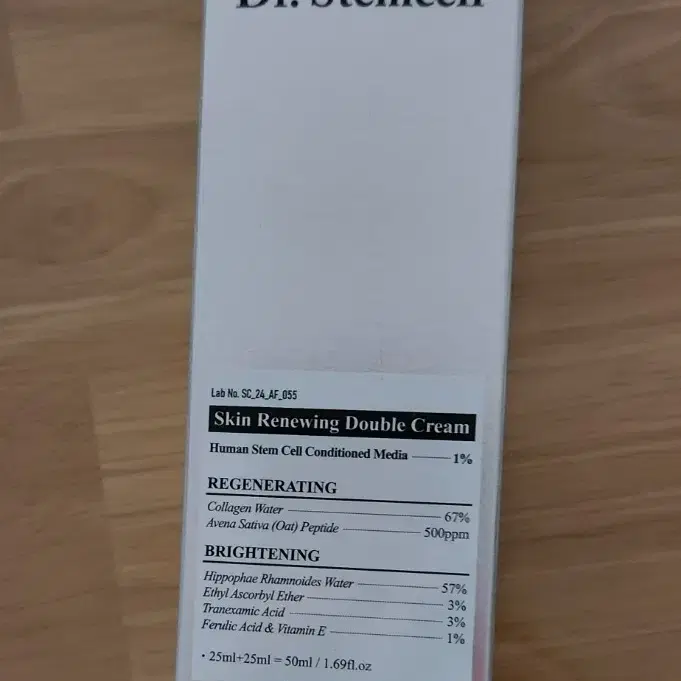 Dr. Stemcell
Lab No. SC_24_AF_055
Skin Renewing Double Cream
Human Stem Cell Conditioned Media 1%
REGENERATING
Collagen Water 67%
Avena Sativa (Oat) Peptide 500ppm
BRIGHTENING
Hippophae Rhamnoides Water 57%
Ethyl Ascorbyl Ether 3%
Tranexamic Acid 3%
Ferulic Acid & Vitamin E 1%
• 25ml+25ml = 50ml / 1.69fl.oz